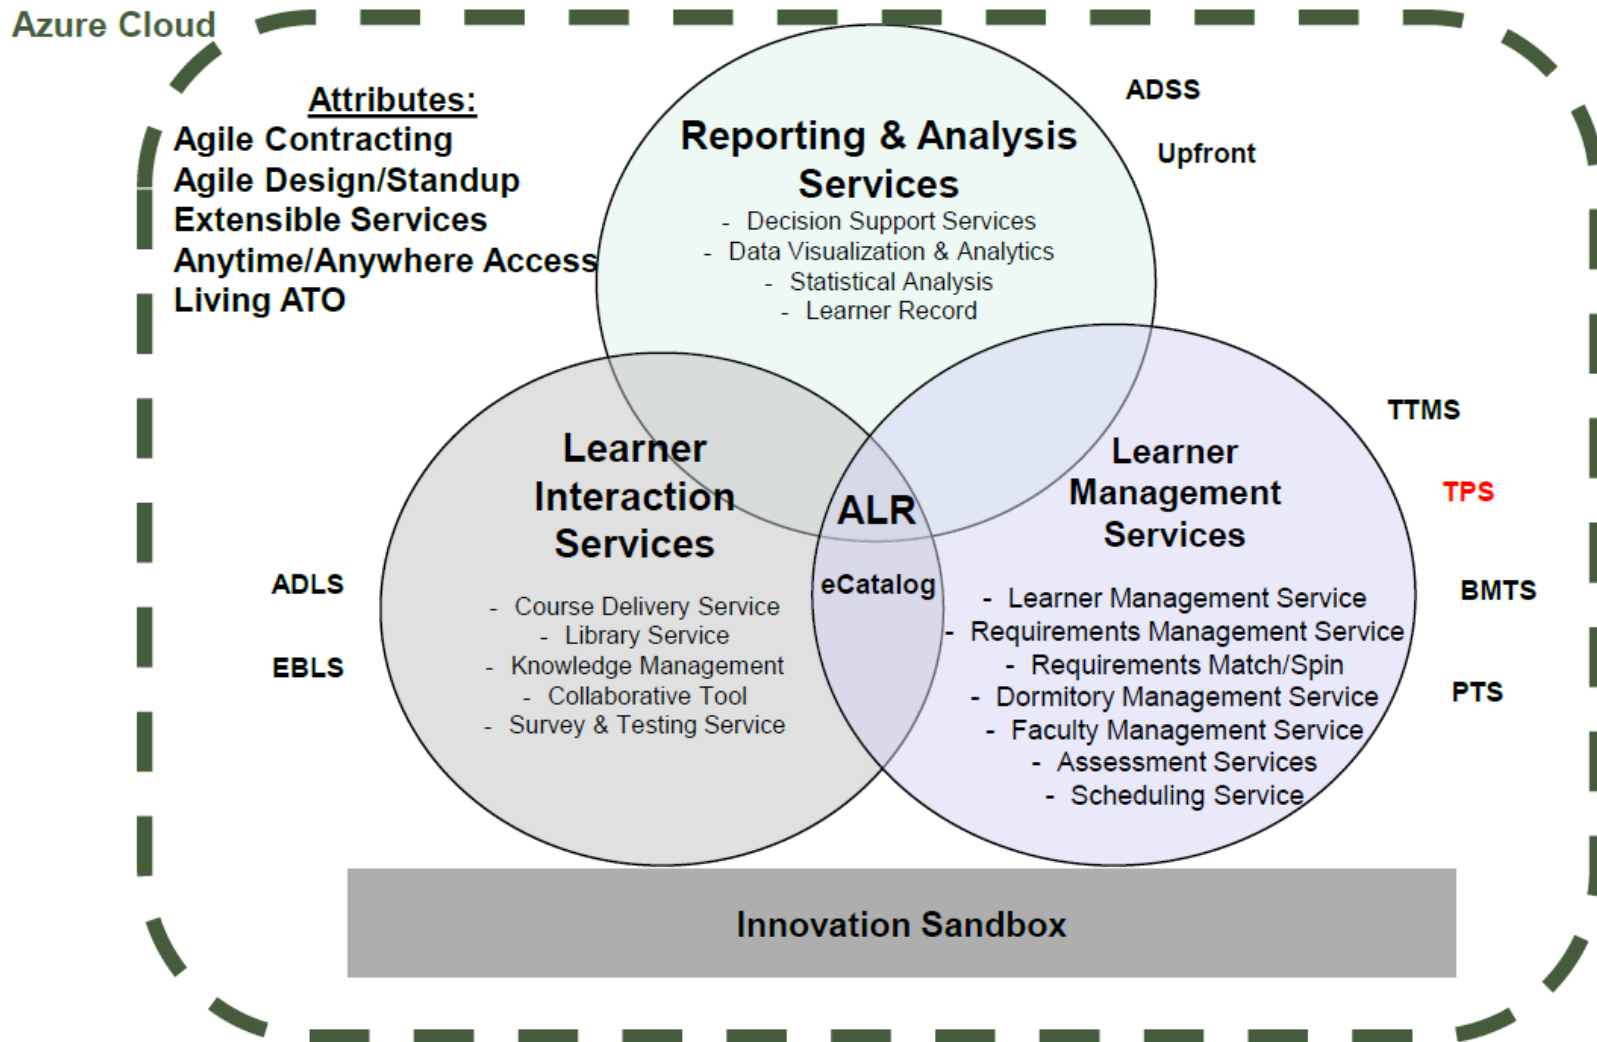 Azure Cloud
Attributes:
Agile Contracting
Agile Design/Standup
Extensible Services
Anytime/Anywhere Access
Living ATO
Reporting & Analysis
Services
- Decision Support Services
- Data Visualization & Analytics
- Statistical Analysis
- Learner Record
ADSS
Upfront
Learner
Interaction
Services
- Course Delivery Service
- Library Service
- Knowledge Management
- Collaborative Tool
- Survey & Testing Service
ADLS
EBLS
ALR
eCatalog
Learner
Management
Services
- Learner Management Service
- Requirements Management Service
- Requirements Match/Spin
- Dormitory Management Service
- Faculty Management Service
- Assessment Services
- Scheduling Service
TTMS
TPS
BMTS
PTS
Innovation Sandbox